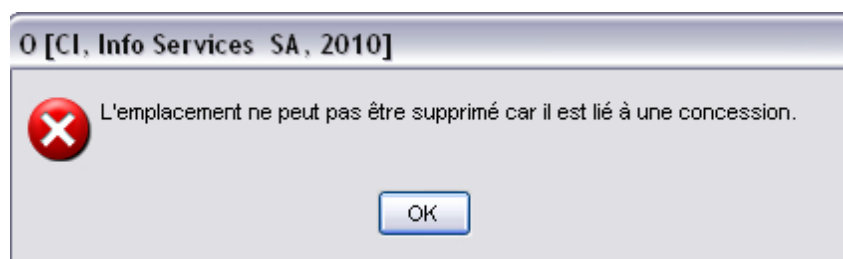 O [CI, Info Services SA, 2010]
L'emplacement ne peut pas être supprimé car il est lié à une concession.
OK